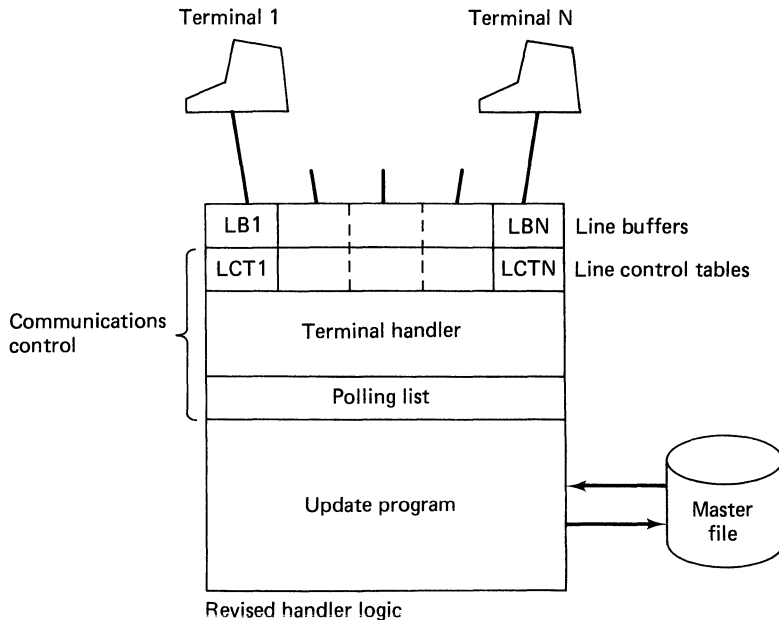 Terminal 1
Terminal N
LB1
LBN
Line buffers
LCT1
LCTN
Line control tables
Communications
control
Terminal handler
Polling list
Update program
Master
file
Revised handler logic